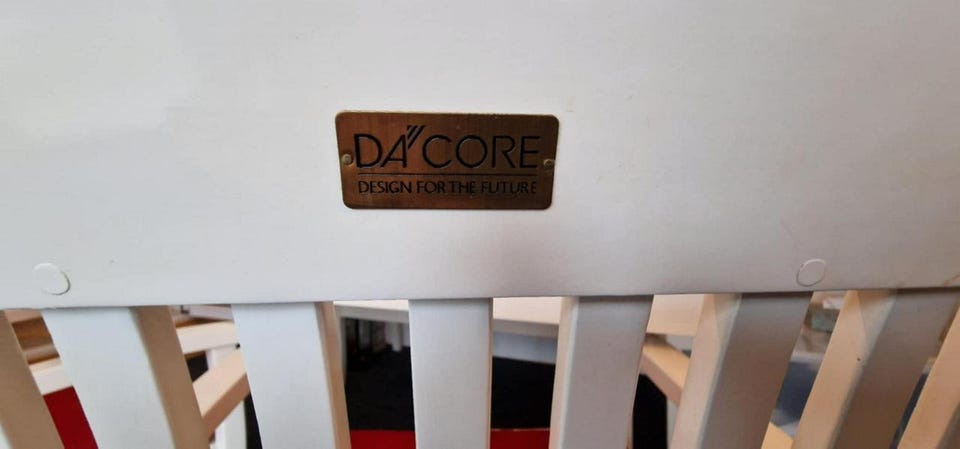 DA"CORE
DESIGN FOR THE FUTURE